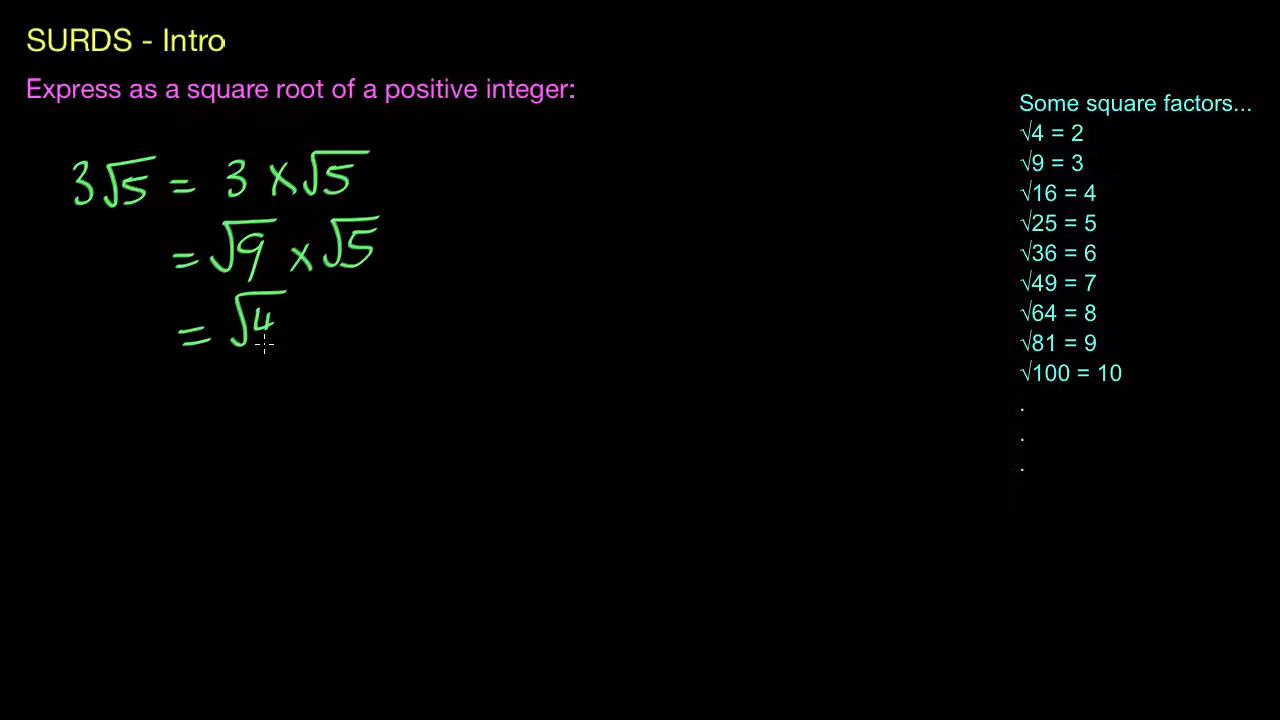 SURDS - Intro
Express as a square root of a positive integer:
3√5 = 3 ×√5
= √9 × √5
= √4
Some square factors...
√4 = 2
√9 = 3
√16 = 4
√25 = 5
√36 = 6
√49 = 7
√64 = 8
√81 = 9
√100 = 10
.
.
.